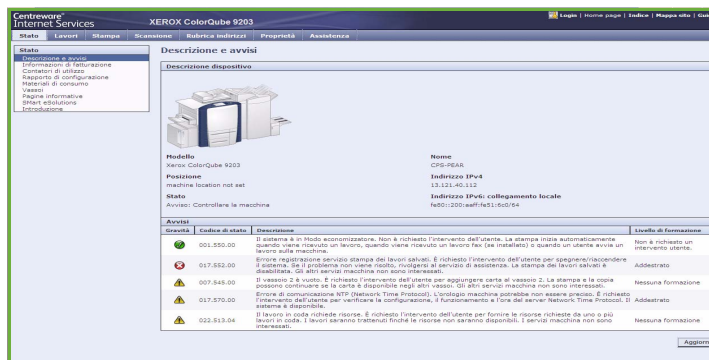 Centreware®
Internet Services
XEROX ColorQube 9203
Login | Home page | Indice | Mappa sito |
Stato Lavori Stampa Scansione Rubrica indirizzi Proprietà Assistenza
Stato
Descrizione e avvisi
Informazioni di fatturazione
Contatori di utilizzo
Rapporto di configurazione
Materiali di consumo
Vassoi
Pagine informative
SMart eSolutions
Introduzione
Descrizione e avvisi
Descrizione dispositivo
Modello
Xerox ColorQube 9203
Posizione
machine location not set
Stato
Avviso: Controllare la macchina
Nome
CPS-PEAR
Indirizzo IPv4
13.121.40.112
Indirizzo IPv6: collegamento locale
fe80::200:aaff:fe51:6c0/64
Avvisi
Gravità Codice di stato Descrizione Livello di formazione
001.550.00
Il sistema è in Modo economizzatore. Non è richiesto l'intervento dell'utente. La stampa inizia automaticamente
quando viene ricevuto un lavoro, quando viene ricevuto un lavoro fax (se installato) o quando un utente avvia un
lavoro sulla macchina.
Non è richiesto un
intervento utente.
017.552.00
Errore registrazione servizio stampa dei lavori salvati. È richiesto l'intervento dell'utente per spegnere/riaccendere
il sistema. Se il problema non viene risolto, rivolgersi al servizio di assistenza. La stampa dei lavori salvati è
disabilitata. Gli altri servizi macchina non sono interessati.
Addestrato
007.545.00
Il vassoio 2 è vuoto. È richiesto l'intervento dell'utente per aggiungere carta al vassoio 2. La stampa e la copia
possono continuare se la carta è disponibile negli altri vassoi. Gli altri servizi macchina non sono interessati.
Nessuna formazione
017.570.00
Errore di comunicazione NTP (Network Time Protocol). L'orologio macchina potrebbe non essere preciso. È richiesto
l'intervento dell'utente per verificare la configurazione, il funzionamento e l'ora del server Network Time Protocol. Il
sistema è disponibile.
Addestrato
022.513.04
Il lavoro in coda richiede risorse. È richiesto l'intervento dell'utente per fornire le risorse richieste da uno o più
lavori in coda. I lavori saranno trattenuti finché le risorse non saranno disponibili. I servizi macchina non sono
interessati.
Nessuna formazione
Aggiorn